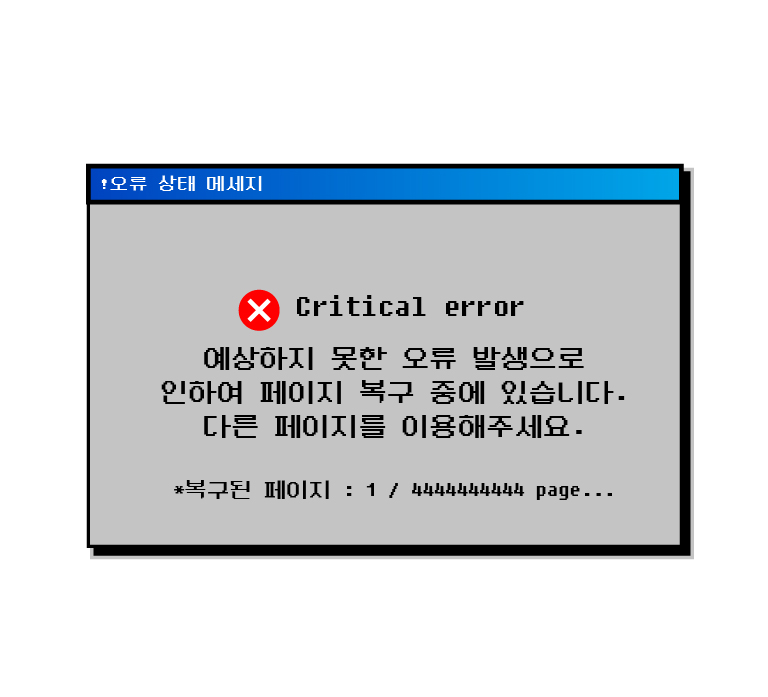 !오류 상태 메세지
Critical error
예상하지 못한 오류 발생으로
인하여 페이지 복구 중에 있습니다.
다른 페이지를 이용해주세요.
*복구된 페이지 : 1 / 4444444444 page...